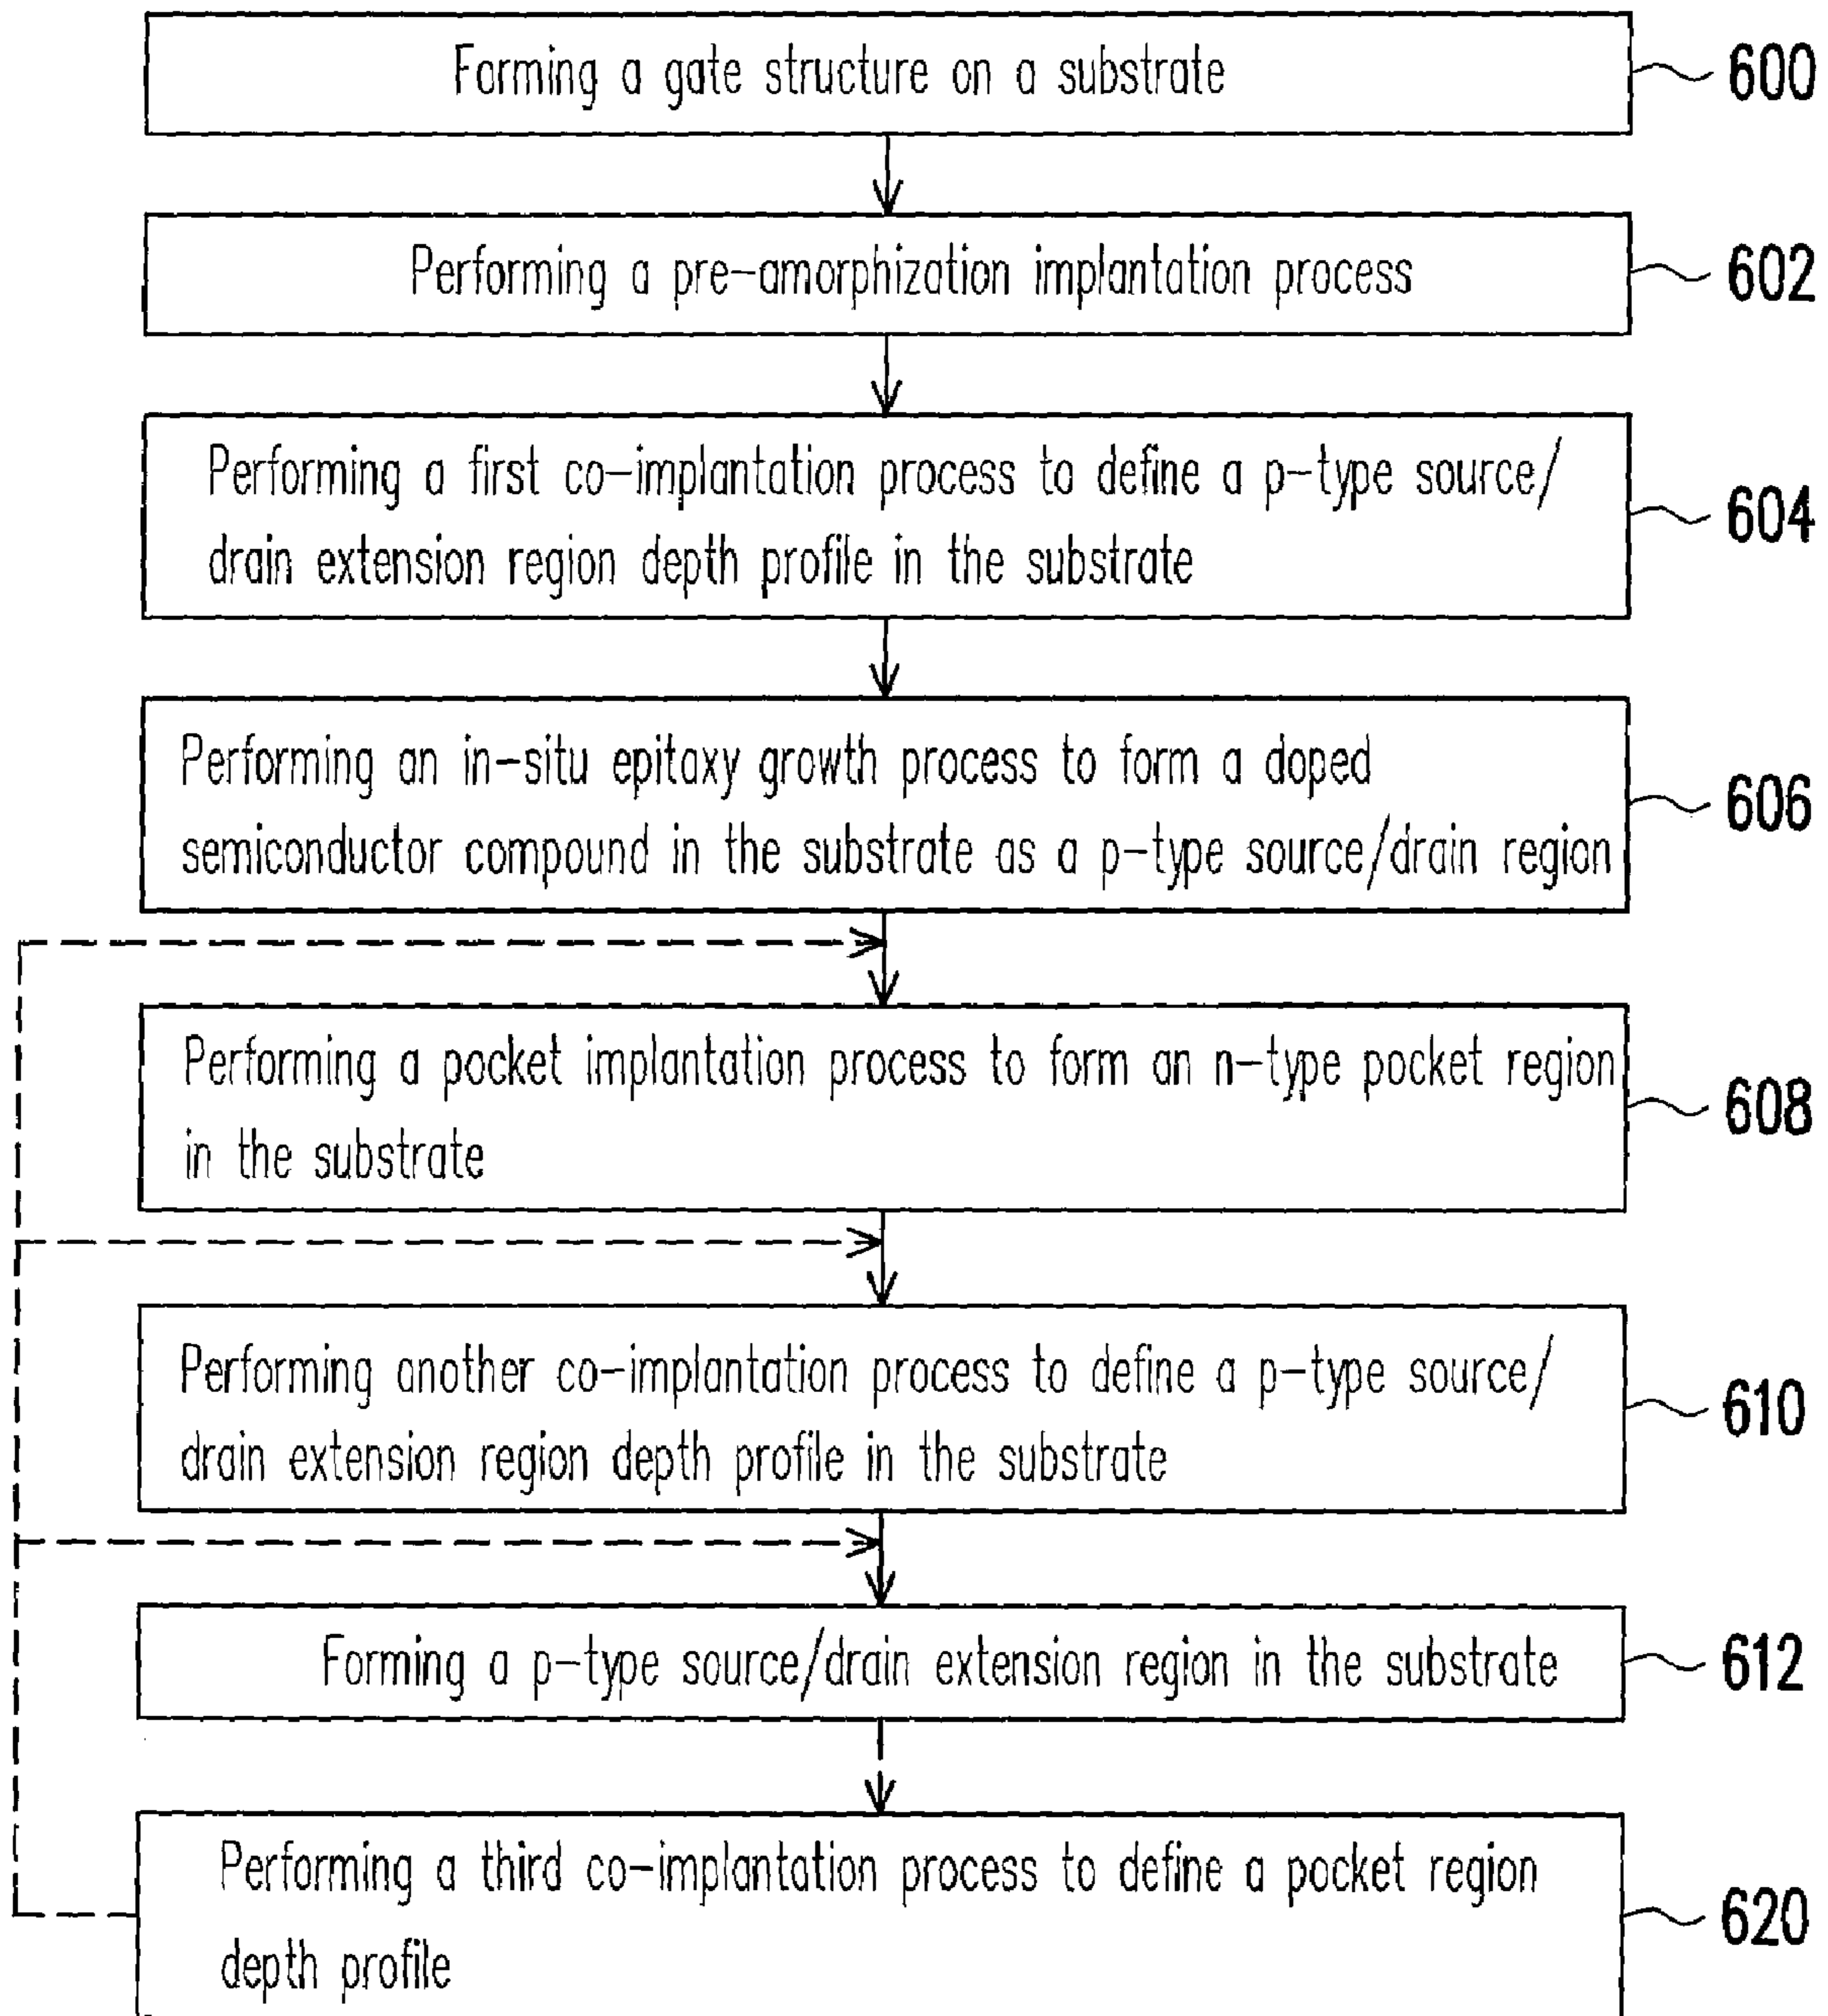 Forming a gate structure on a substrate
600
Performing a pre-amorphization implantation process
602
Performing a first co-implantation process to define a p-type source/
drain extension region depth profile in the substrate
604
Performing an in-situ epitaxy growth process to form a doped
semiconductor compound in the substrate as a p-type source/drain region
606
Performing a pocket implantation process to form an n-type pocket region
in the substrate
608
Performing another co-implantation process to define a p-type source/
drain extension region depth profile in the substrate
610
Forming a p-type source/drain extension region in the substrate
612
Performing a third co-implantation process to define a pocket region
depth profile
620